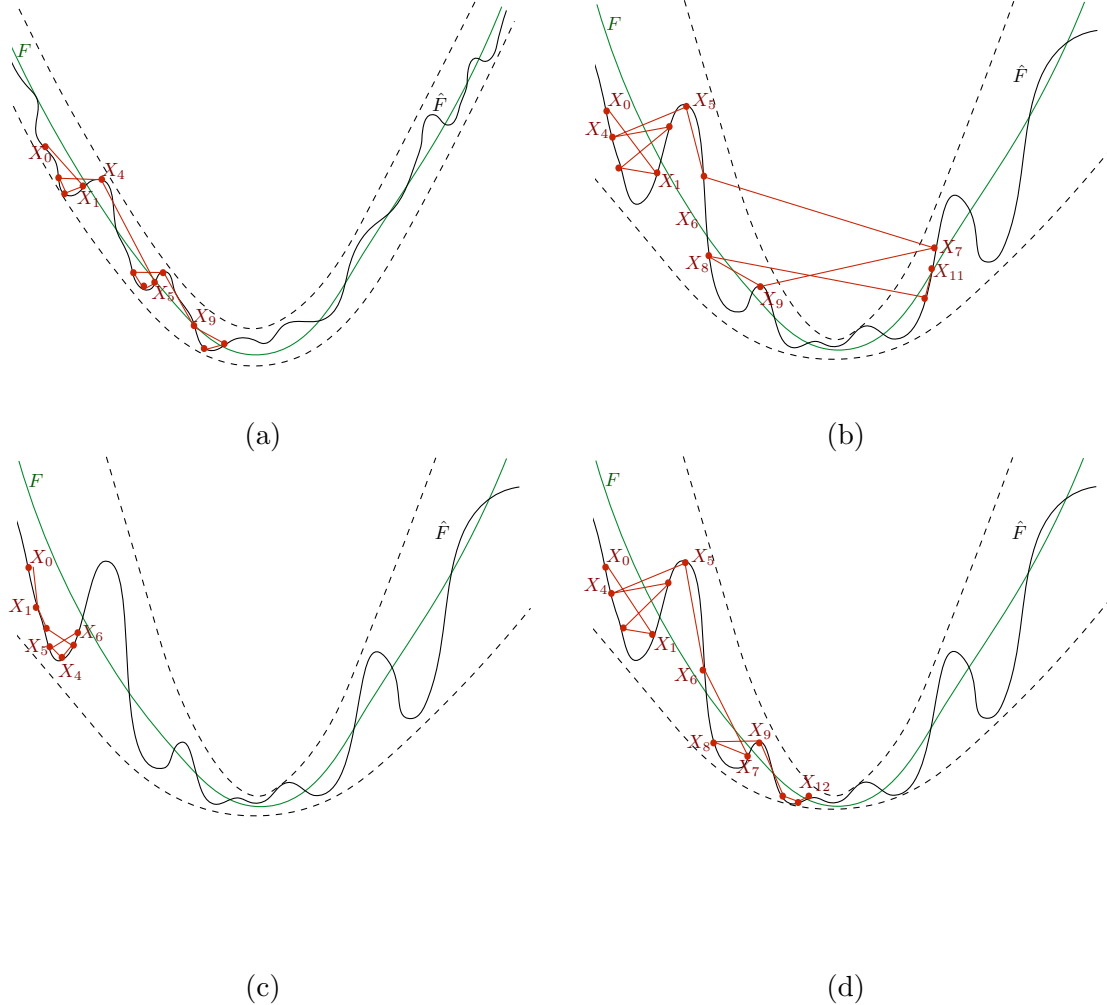 F
F̂
X₀
X₄
X₁
X₅
X₉
(a)
F
F̂
X₀
X₅
X₄
X₁
X₆
X₇
X₈
X₁₁
X₉
(b)
F
F̂
X₀
X₁
X₆
X₅
X₄
(c)
F
F̂
X₀
X₅
X₄
X₁
X₆
X₉
X₈
X₇
X₁₂
(d)